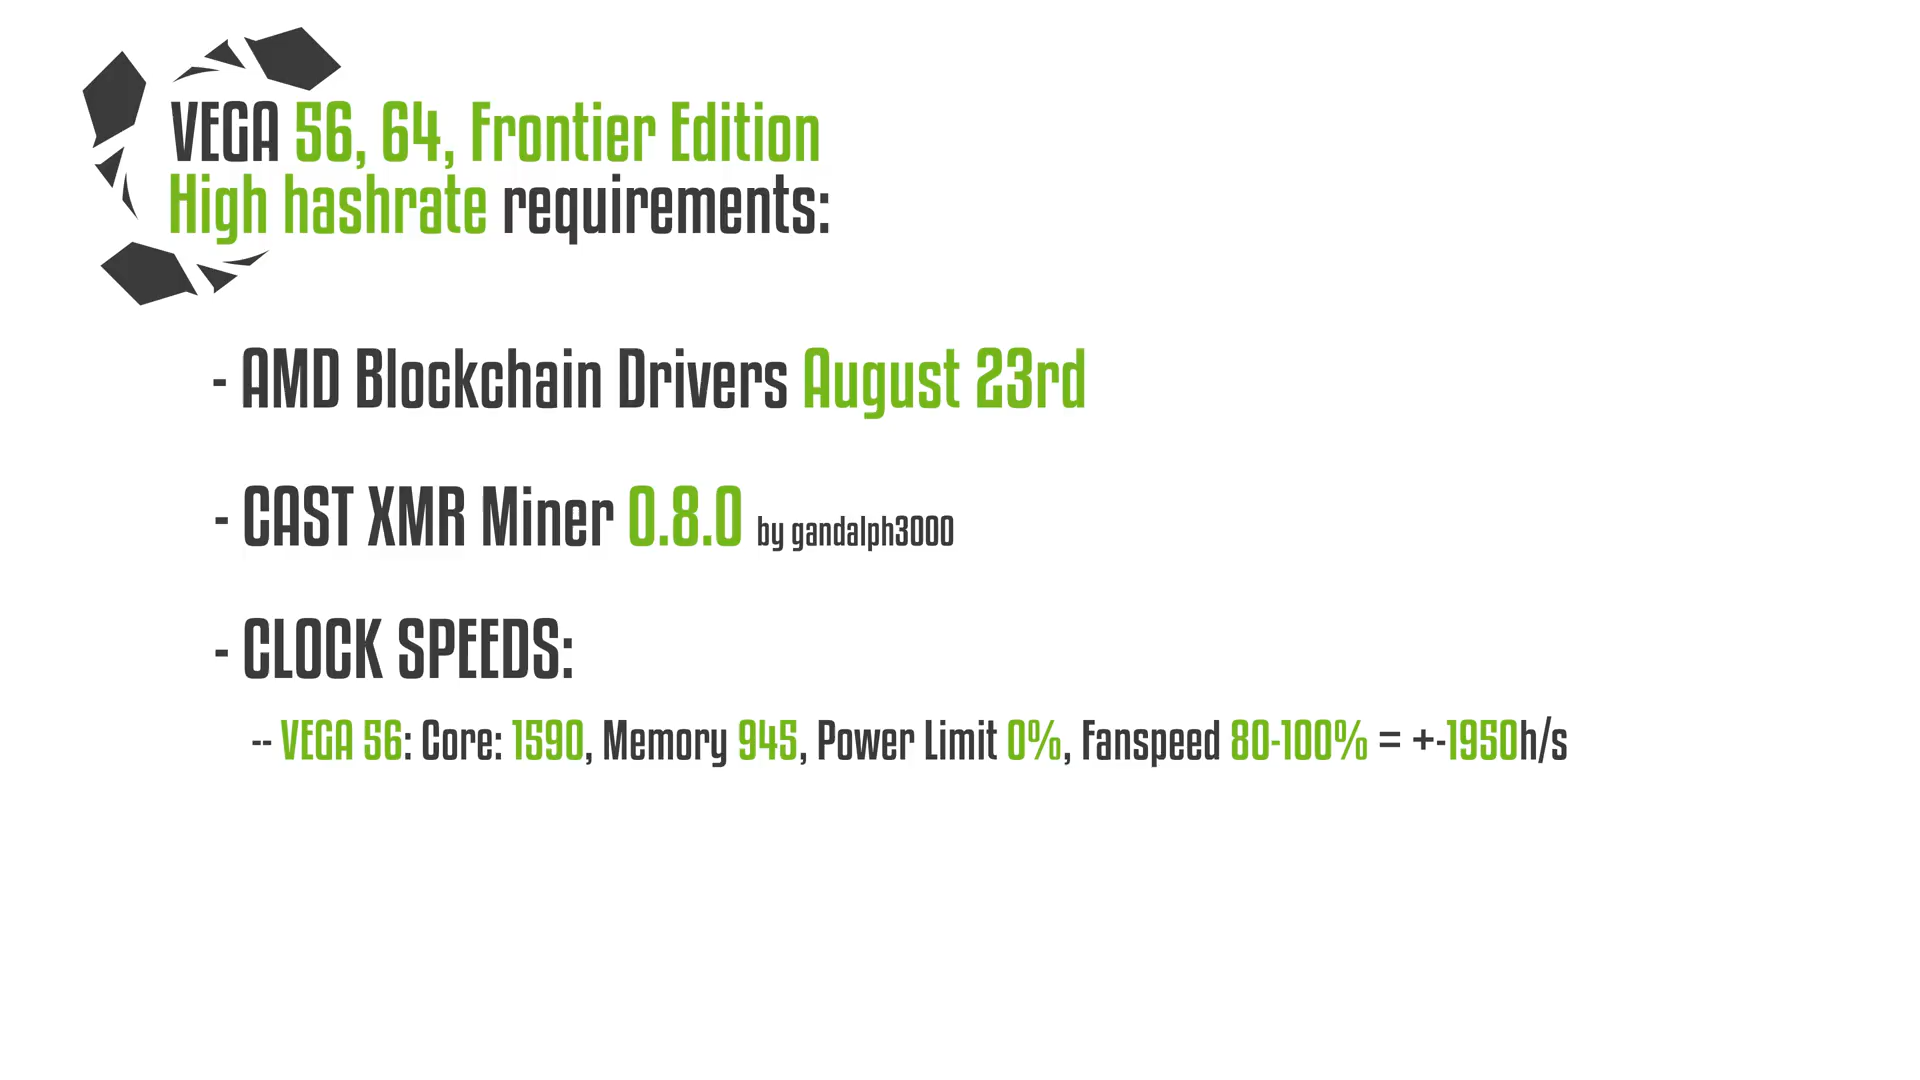 VEGA 56, 64, Frontier Edition
High hashrate requirements:
- AMD Blockchain Drivers August 23rd
- CAST XMR Miner 0.8.0 by gandalph3000
- CLOCK SPEEDS:
-- VEGA 56: Core: 1590, Memory 945, Power Limit 0%, Fanspeed 80-100% = +-1950h/s